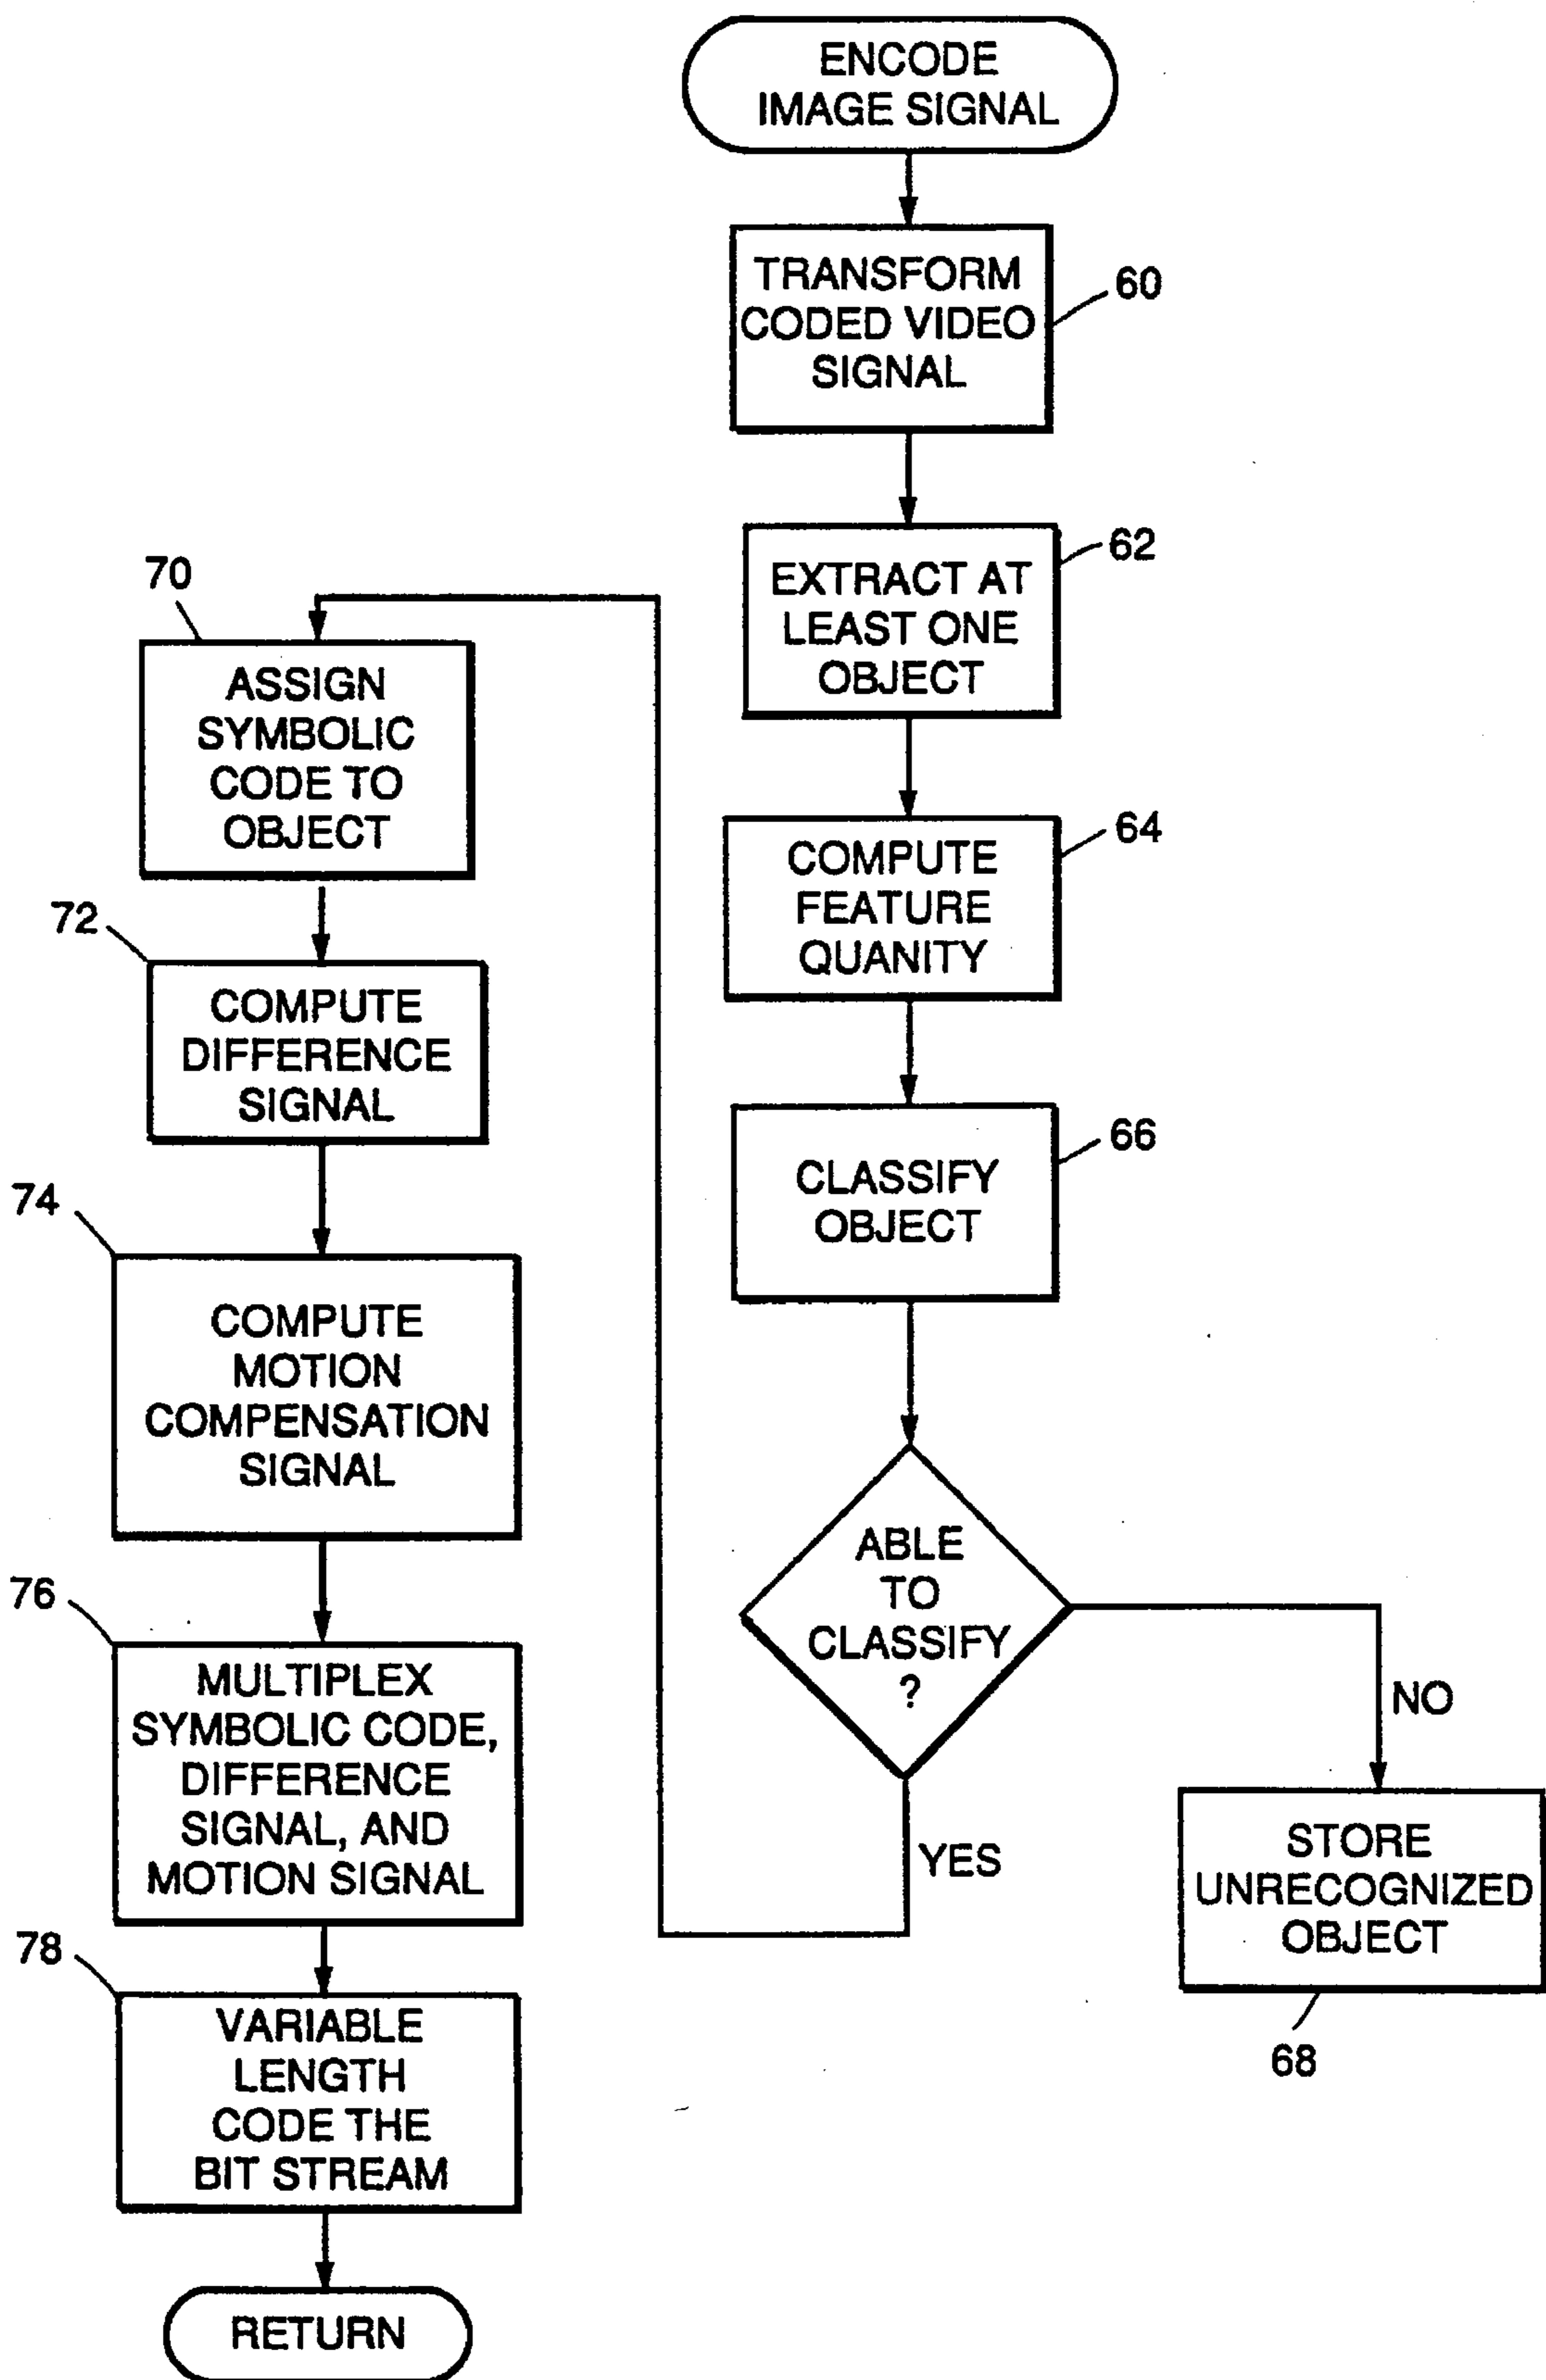 ENCODE
IMAGE SIGNAL
TRANSFORM
CODED VIDEO
SIGNAL
60
EXTRACT AT
LEAST ONE
OBJECT
62
COMPUTE
FEATURE
QUANITY
64
CLASSIFY
OBJECT
66
ABLE
TO
CLASSIFY
?
NO
YES
STORE
UNRECOGNIZED
OBJECT
68
70
ASSIGN
SYMBOLIC
CODE TO
OBJECT
72
COMPUTE
DIFFERENCE
SIGNAL
74
COMPUTE
MOTION
COMPENSATION
SIGNAL
76
MULTIPLEX
SYMBOLIC CODE,
DIFFERENCE
SIGNAL, AND
MOTION SIGNAL
78
VARIABLE
LENGTH
CODE THE
BIT STREAM
RETURN